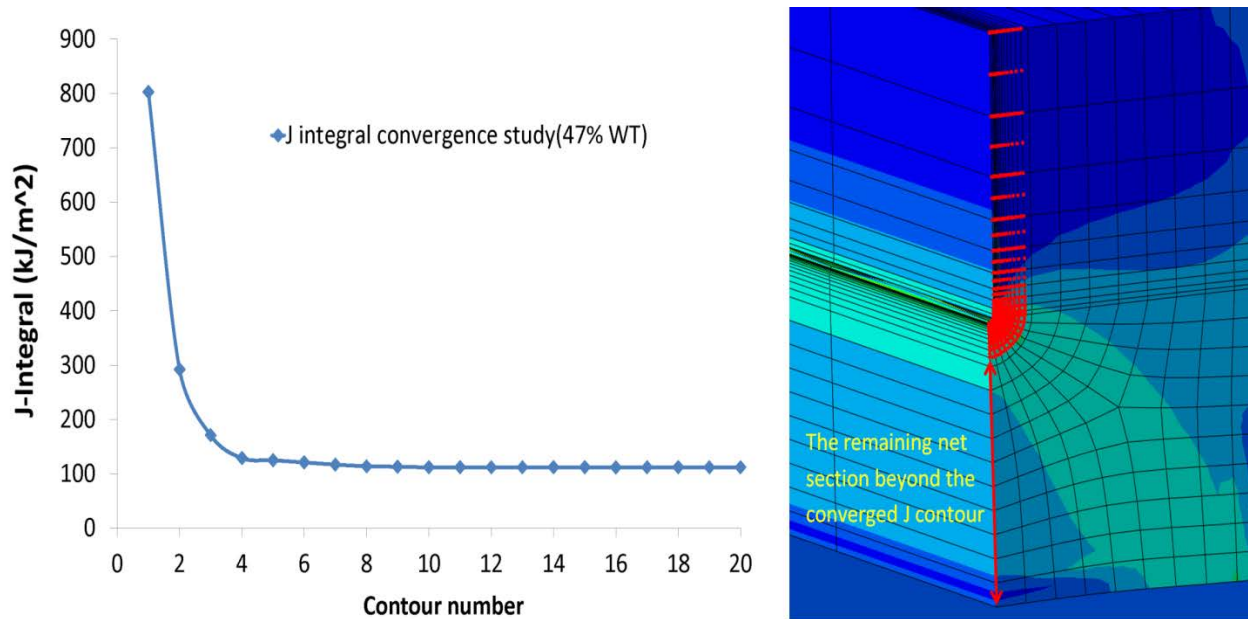 900
800
700
600
500
400
300
200
100
0
J-Integral (kJ/m^2)
J integral convergence study(47% WT)
0 2 4 6 8 10 12 14 16 18 20
Contour number
The remaining net
section beyond the
converged J contour